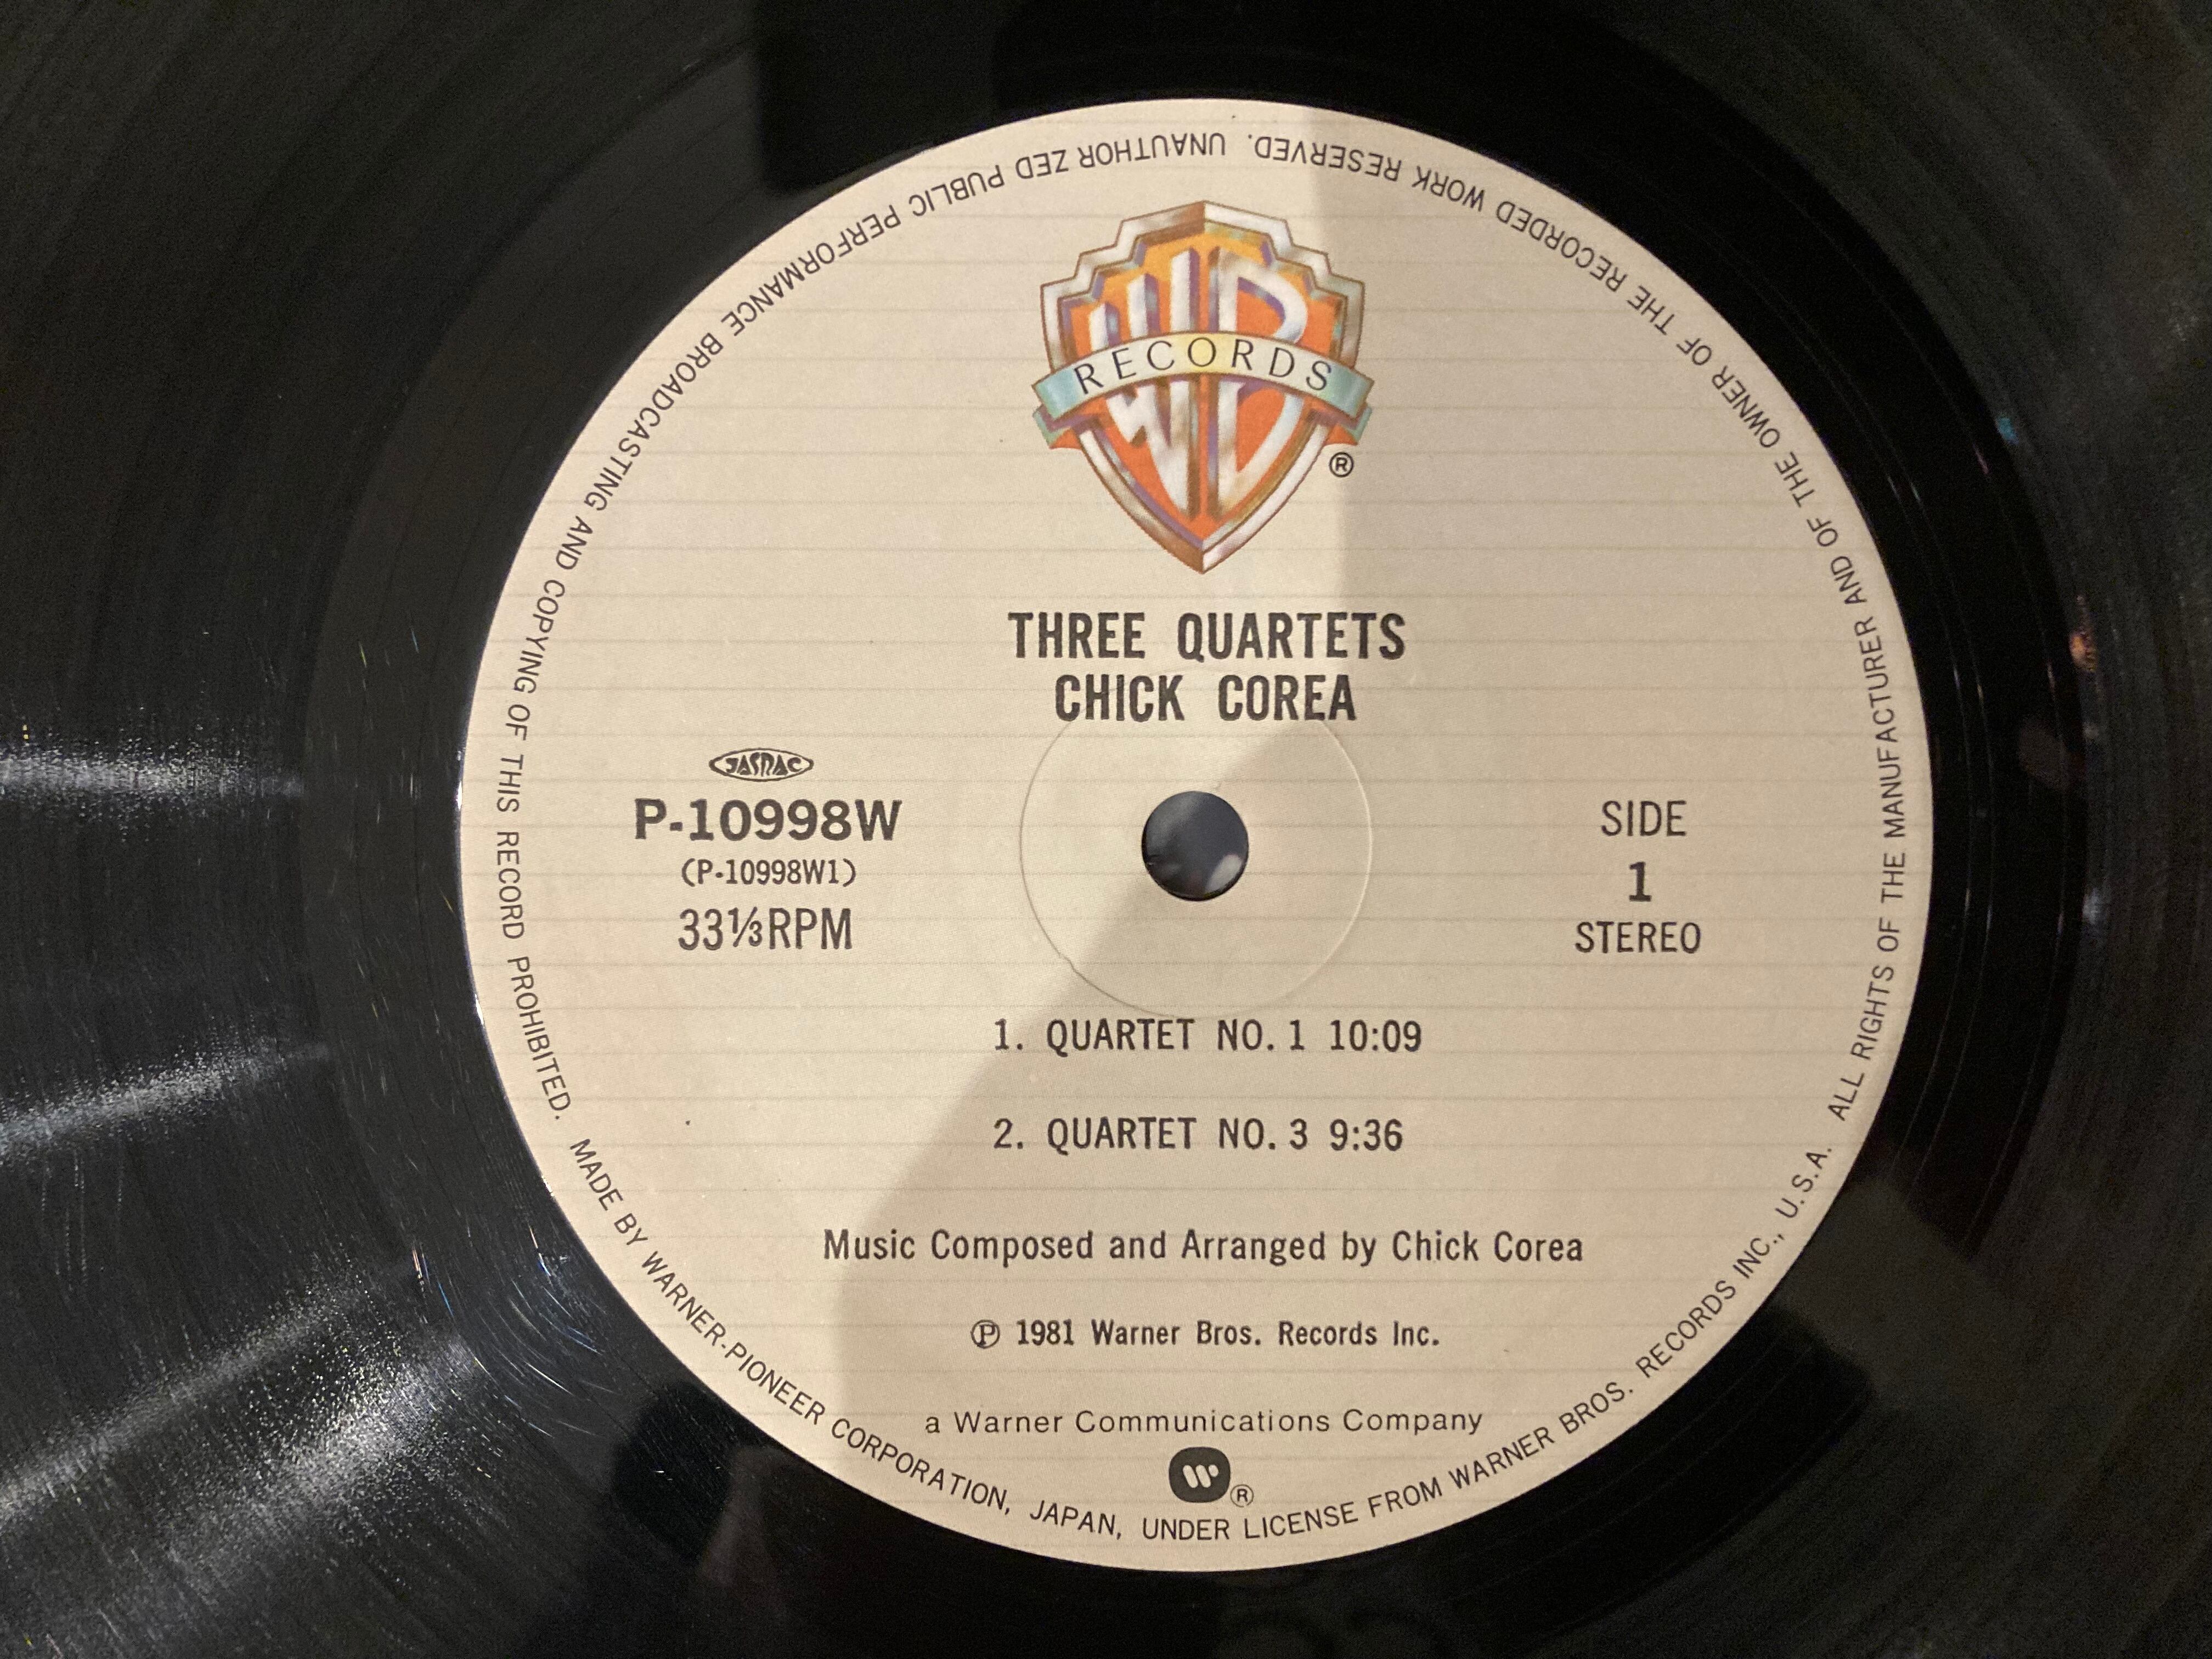 WB
RECORDS
®
THREE QUARTETS
CHICK COREA
JASRAC
P-10998W
(P-10998W1)
33⅓RPM
SIDE
1
STEREO
1. QUARTET NO. 1 10:09
2. QUARTET NO. 3 9:36
Music Composed and Arranged by Chick Corea
Ⓟ 1981 Warner Bros. Records Inc.
a Warner Communications Company
W®
ALL RIGHTS OF THE MANUFACTURER AND OF THE OWNER OF THE RECORDED WORK RESERVED. UNAUTHOR ZED PUBLIC PERFORMANCE BROADCASTING AND COPYING OF THIS RECORD PROHIBITED. MADE BY WARNER-PIONEER CORPORATION, JAPAN, UNDER LICENSE FROM WARNER BROS. RECORDS INC., U.S.A.